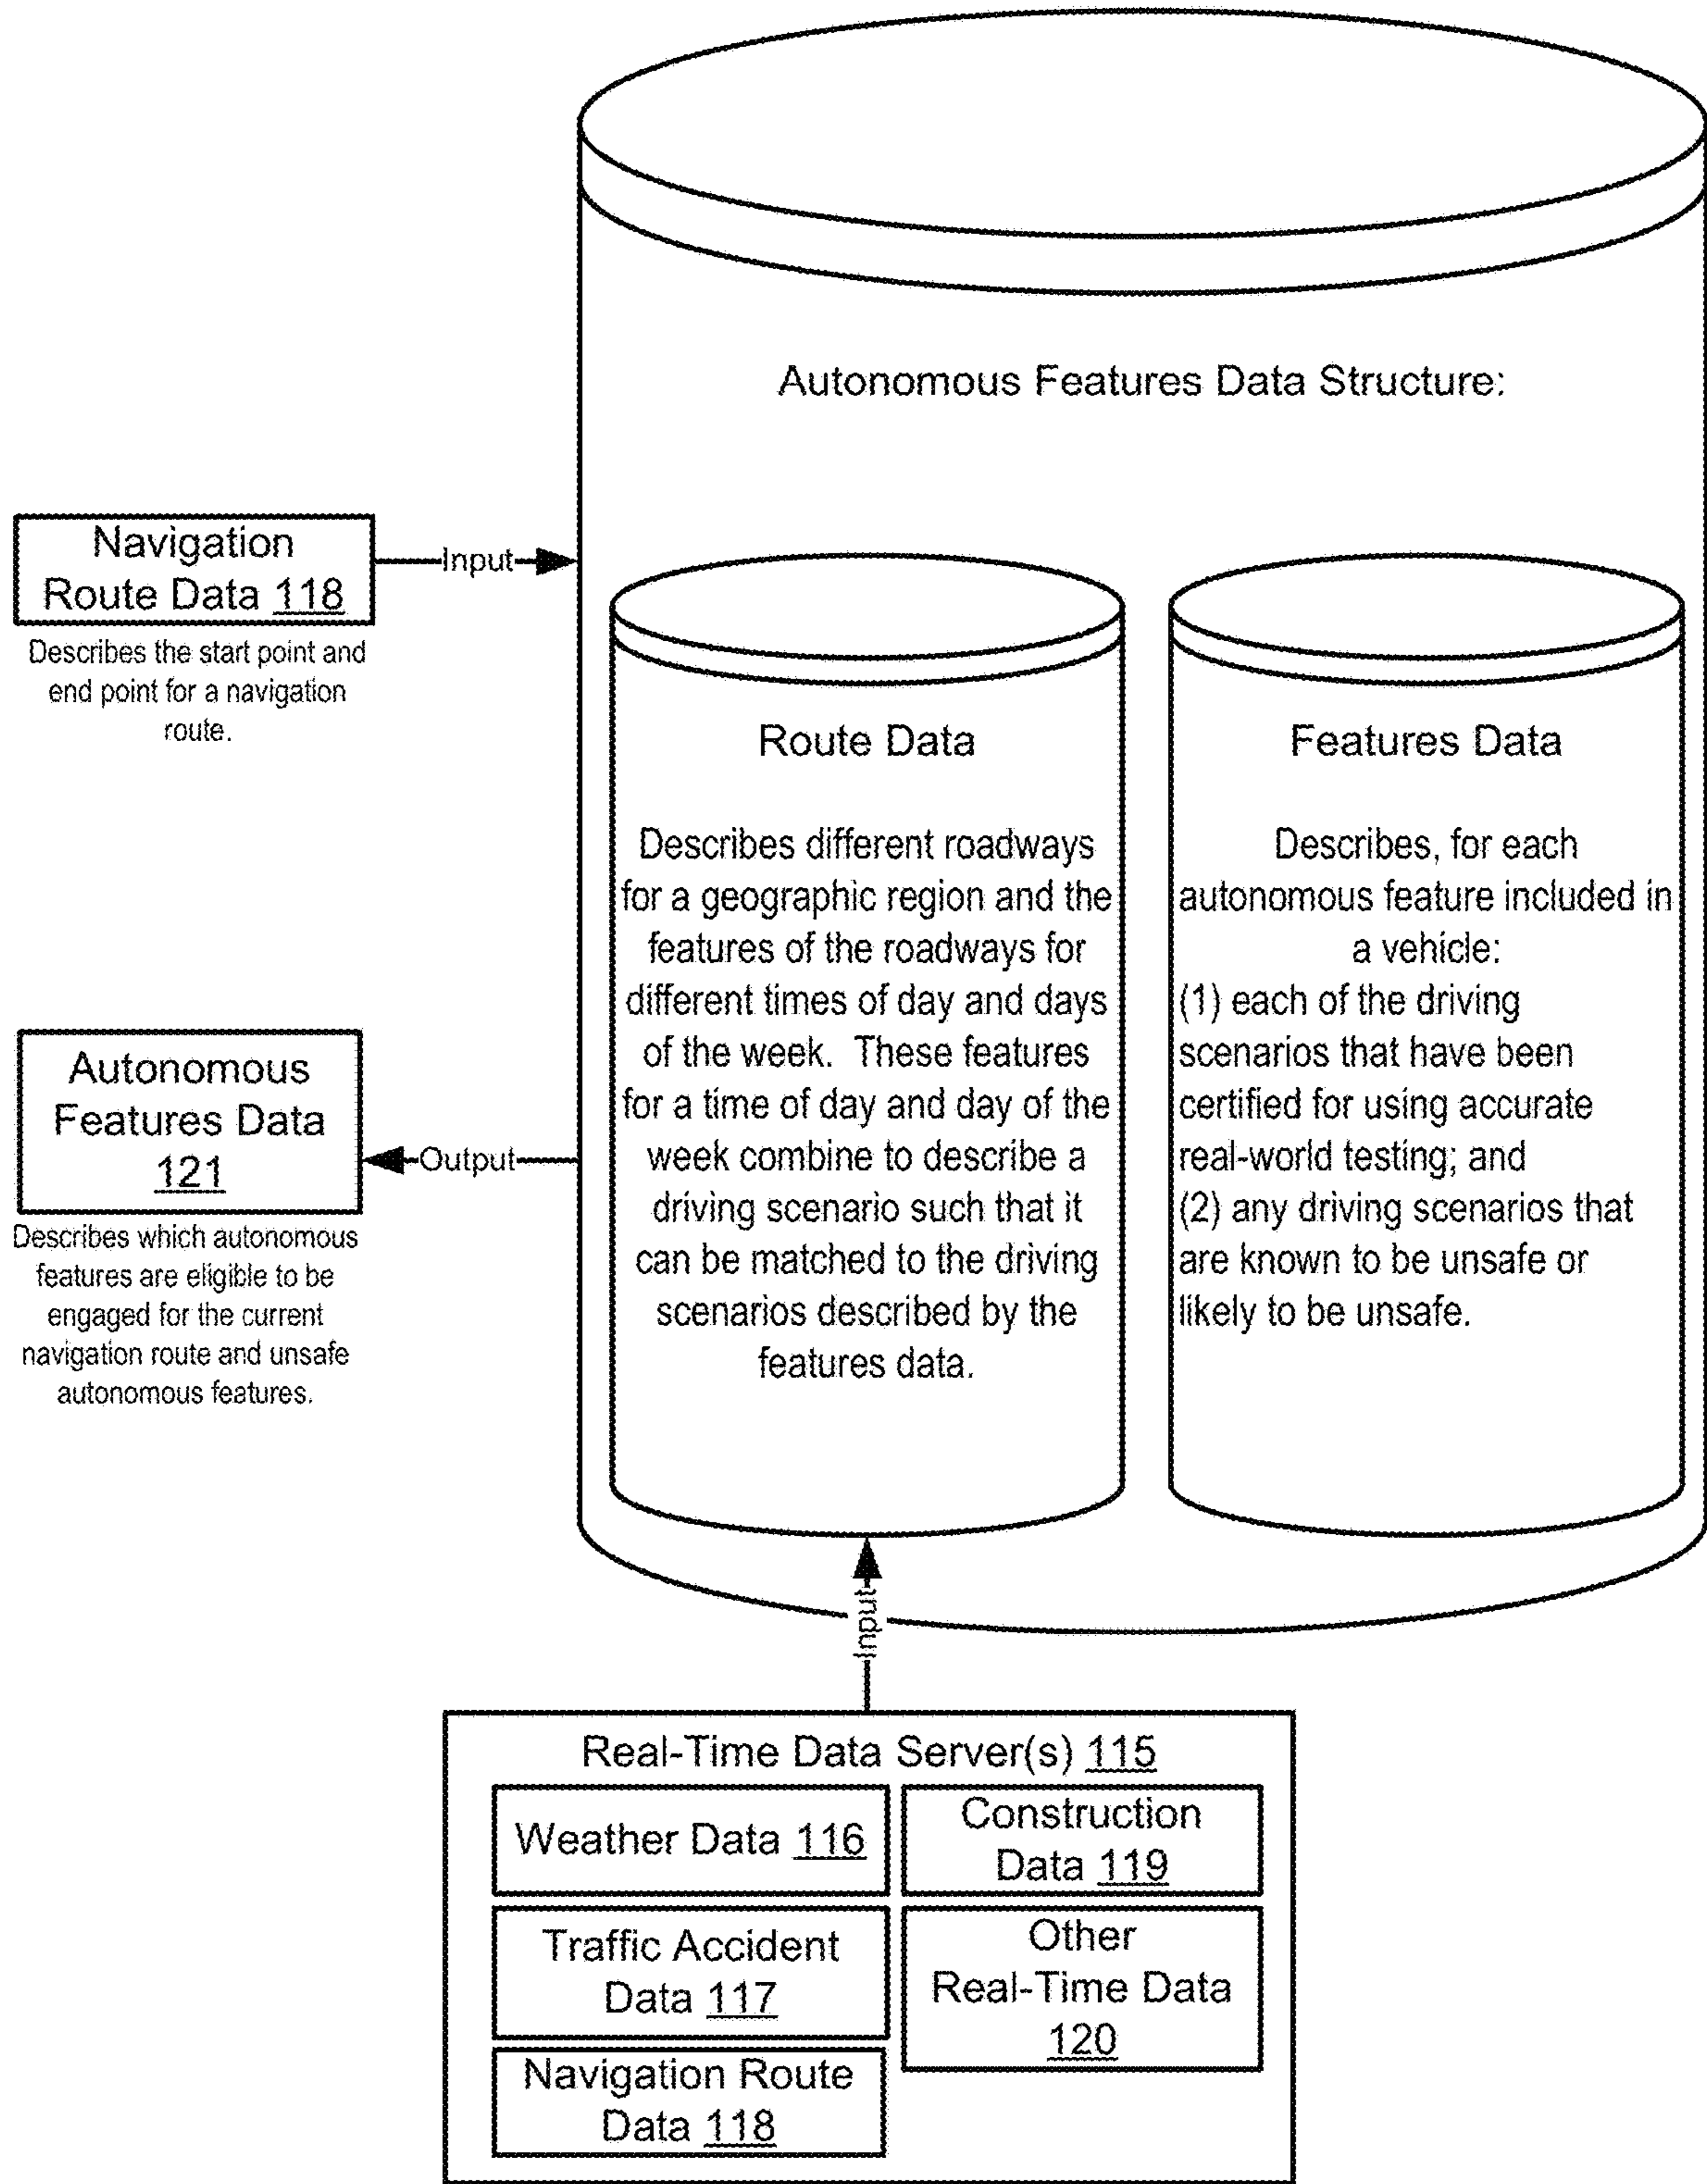 Autonomous Features Data Structure:
Navigation
Route Data 118
Input
Describes the start point and
end point for a navigation
route.
Autonomous
Features Data
121
Output
Describes which autonomous
features are eligible to be
engaged for the current
navigation route and unsafe
autonomous features.
Route Data
Describes different roadways
for a geographic region and the
features of the roadways for
different times of day and days
of the week. These features
for a time of day and day of the
week combine to describe a
driving scenario such that it
can be matched to the driving
scenarios described by the
features data.
Features Data
Describes, for each
autonomous feature included in
a vehicle:
(1) each of the driving
scenarios that have been
certified for using accurate
real-world testing; and
(2) any driving scenarios that
are known to be unsafe or
likely to be unsafe.
Input
Real-Time Data Server(s) 115
Weather Data 116
Construction
Data 119
Traffic Accident
Data 117
Other
Real-Time Data
120
Navigation Route
Data 118